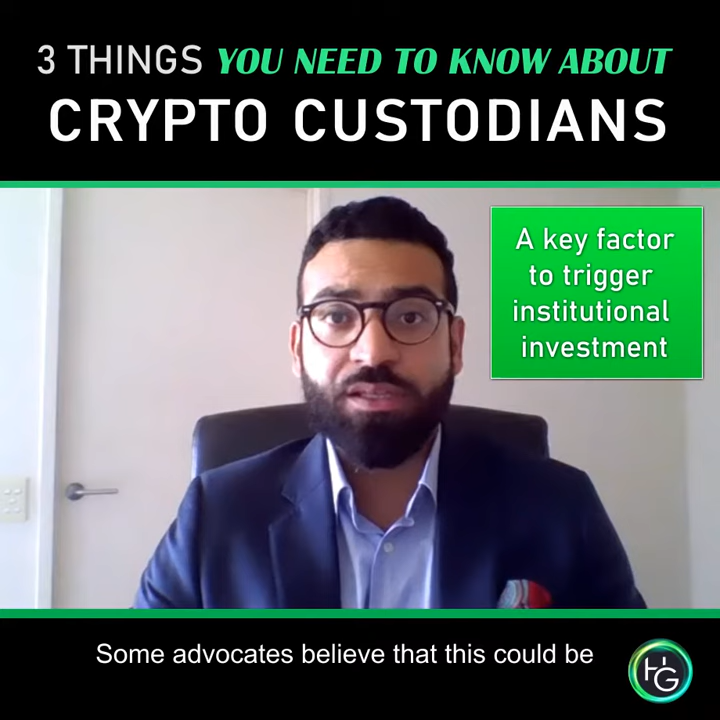 3 THINGS YOU NEED TO KNOW ABOUT
CRYPTO CUSTODIANS
A key factor
to trigger
institutional
investment
Some advocates believe that this could be
HG